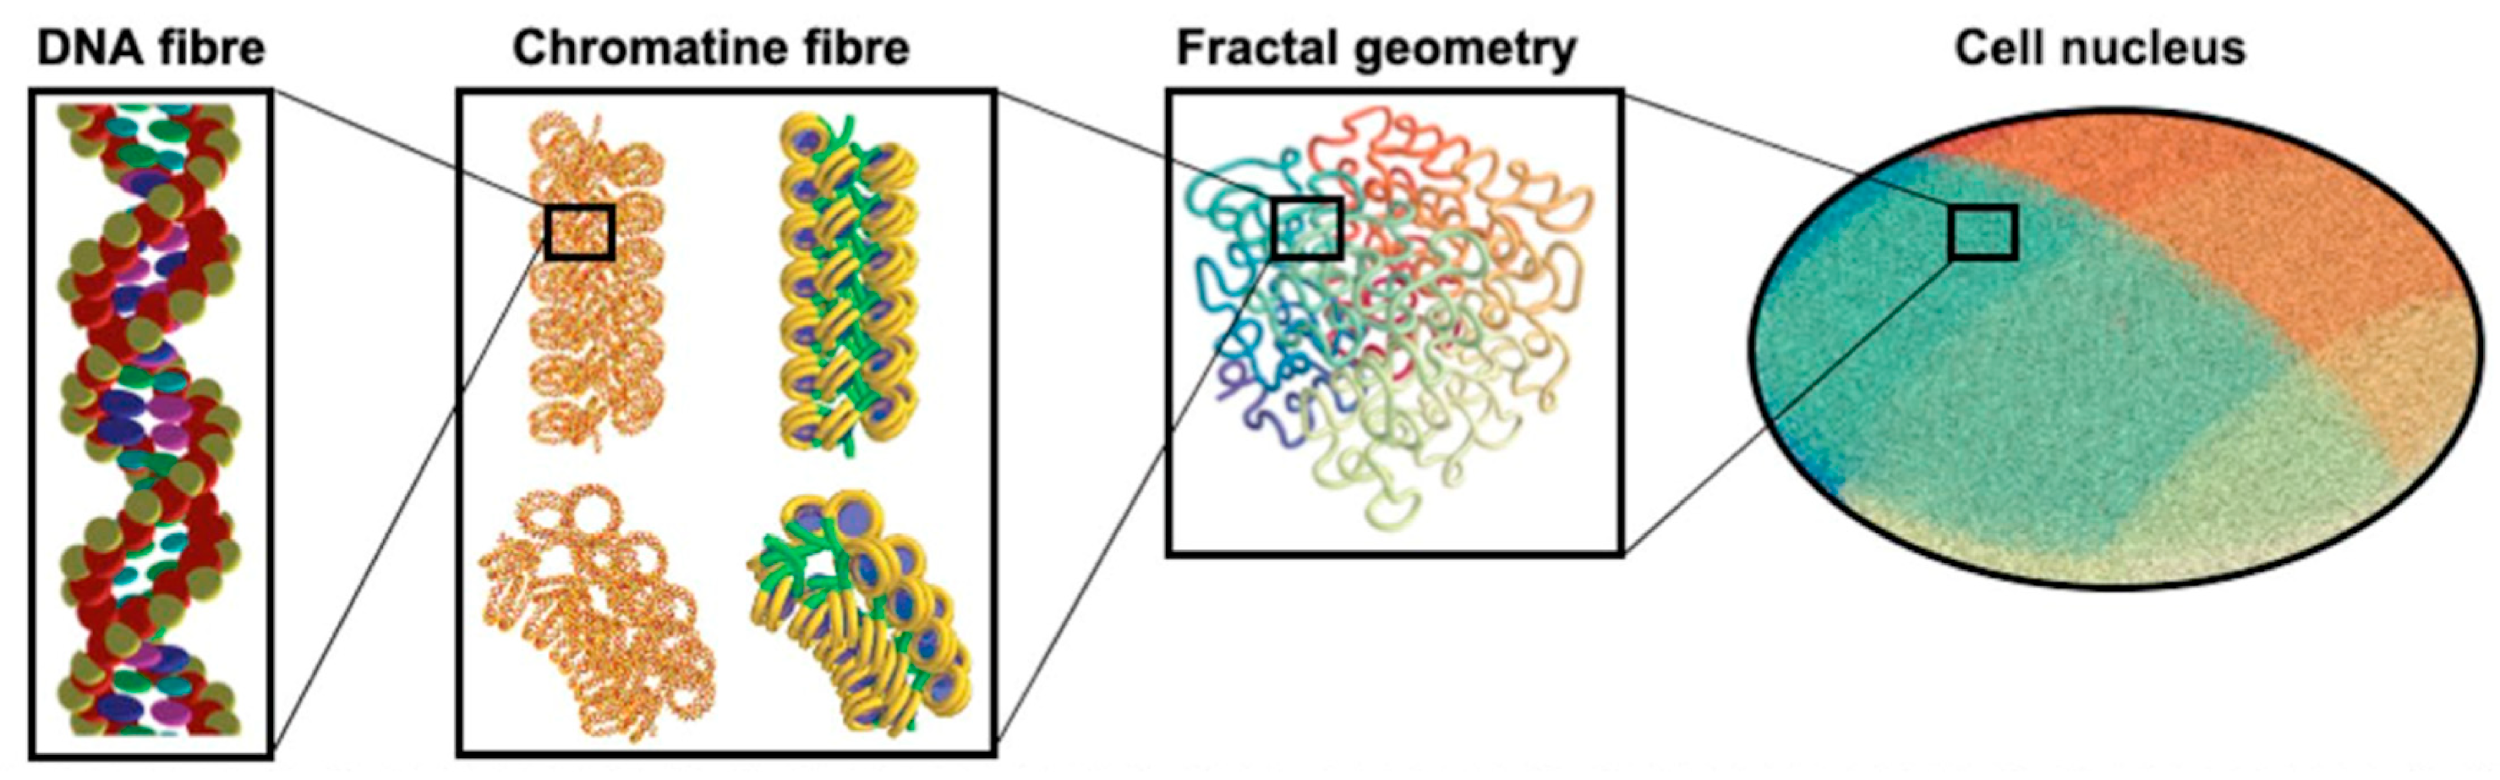 DNA fibre
Chromatine fibre
Fractal geometry
Cell nucleus